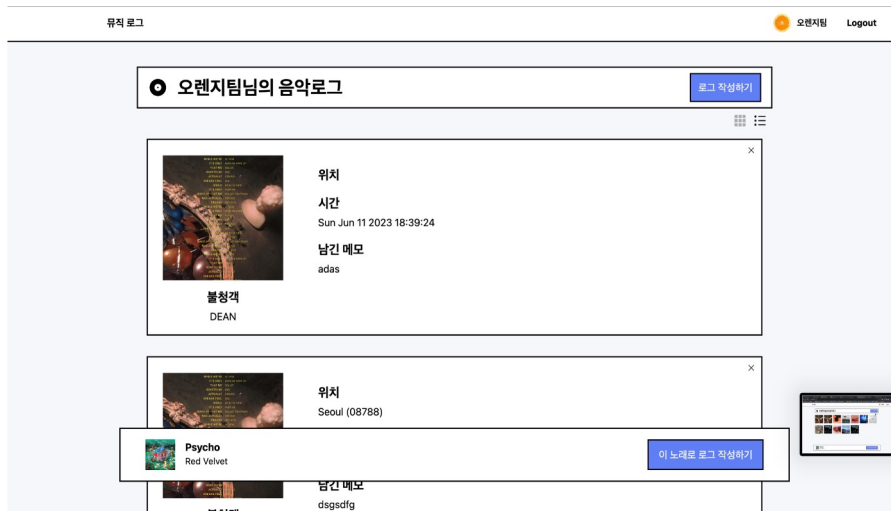 뮤직 로그
오렌지팀 Logout
오렌지팀님의 음악로그
로그 작성하기
위치
시간
Sun Jun 11 2023 18:39:24
남긴 메모
adas
불청객
DEAN
위치
Seoul (08788)
Psycho
Red Velvet
이 노래로 로그 작성하기
남긴 메모
dsgsdfg